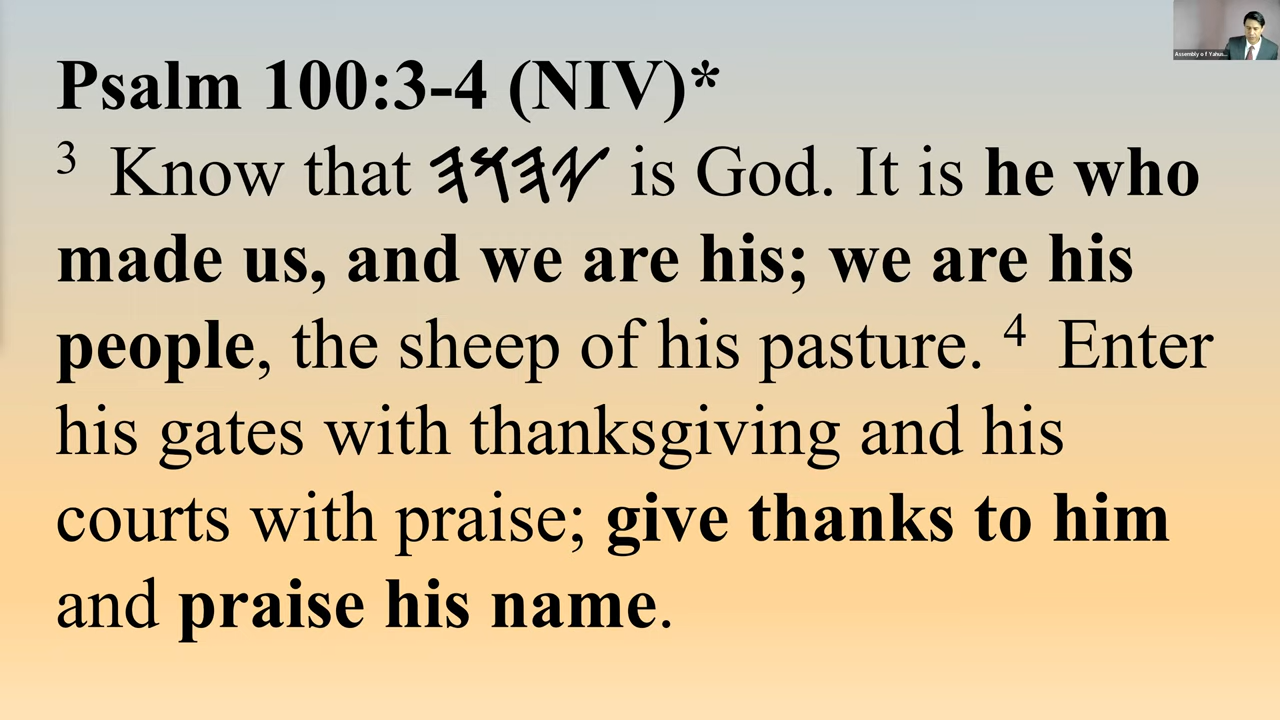 Psalm 100:3-4 (NIV)*
3 Know that 𐤉𐤄𐤅𐤄 is God. It is he who
made us, and we are his; we are his
people, the sheep of his pasture. 4 Enter
his gates with thanksgiving and his
courts with praise; give thanks to him
and praise his name.
Assembly o f Yahus...